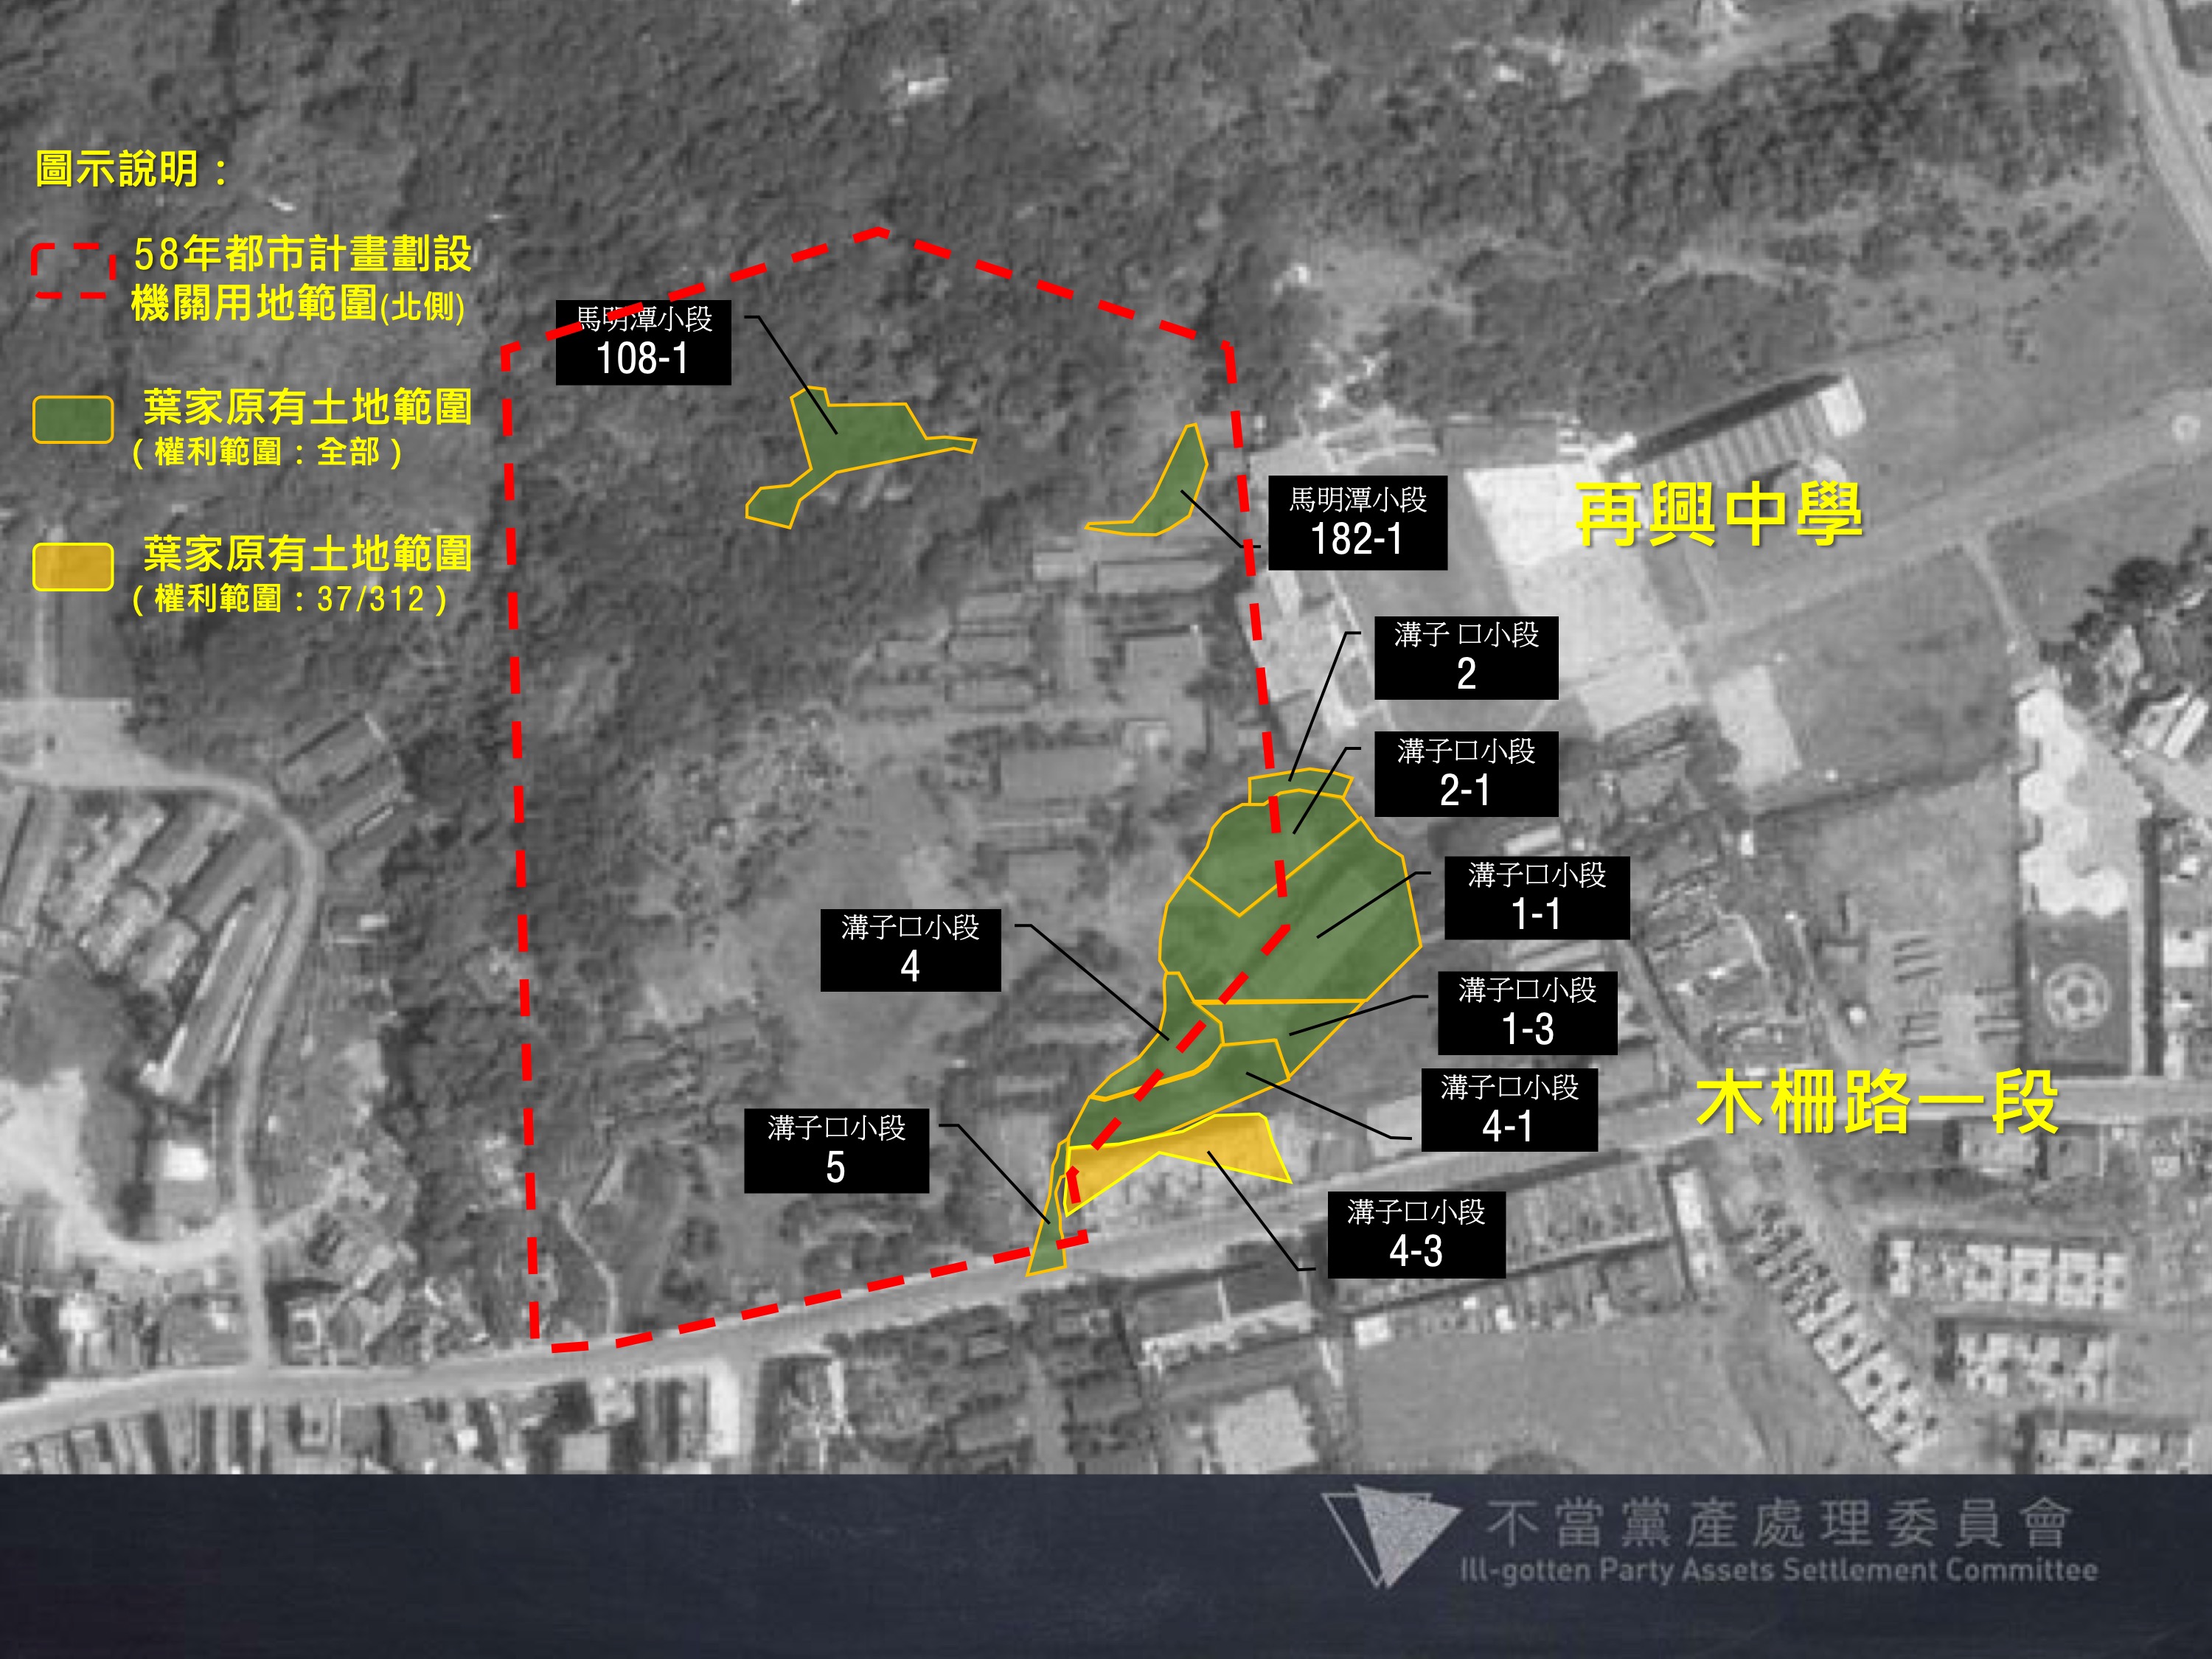 圖示說明：
58年都市計畫劃設
機關用地範圍(北側)
葉家原有土地範圍
(權利範圍：全部)
葉家原有土地範圍
(權利範圍：37/312)
馬明潭小段
108-1
馬明潭小段
182-1
再興中學
溝子口小段
2
溝子口小段
2-1
溝子口小段
1-1
溝子口小段
4
溝子口小段
1-3
溝子口小段
4-1
木柵路一段
溝子口小段
5
溝子口小段
4-3
不當黨產處理委員會
Ill-gotten Party Assets Settlement Committee